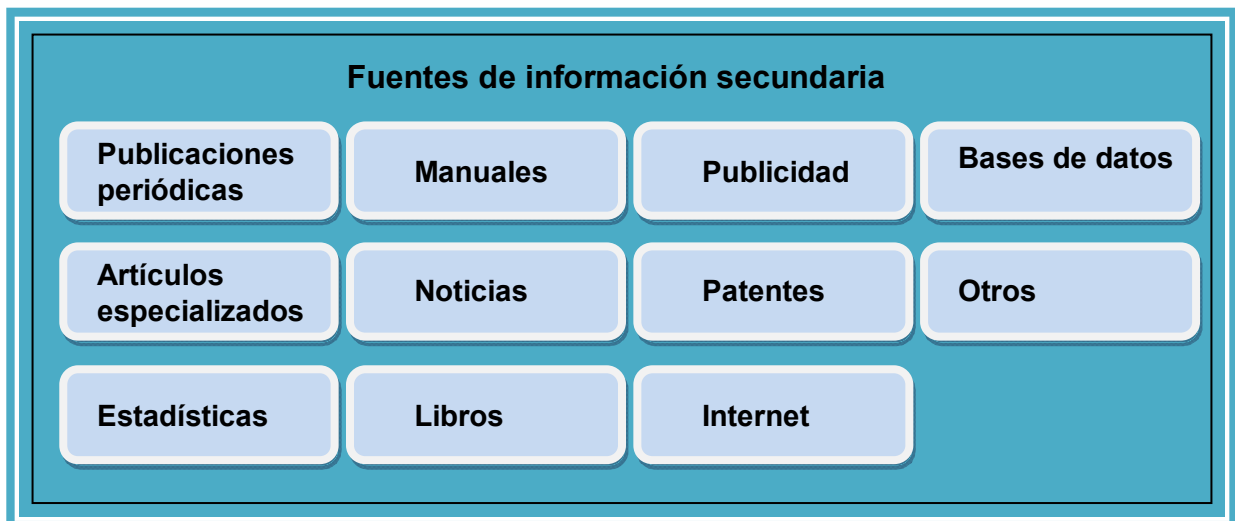 Fuentes de información secundaria
Publicaciones
periódicas
Manuales
Publicidad
Bases de datos
Artículos
especializados
Noticias
Patentes
Otros
Estadísticas
Libros
Internet